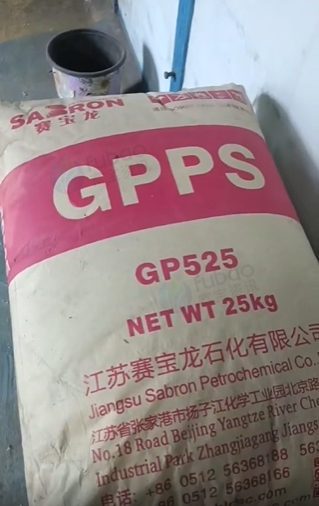 SABRON
赛宝龙
GPPS
GP525
NET WT 25kg
江苏赛宝龙石化有限公司
Jiangsu Sabron Petrochemical Co.
江苏省张家港市扬子江化学工业园北京路
No.18 Road Beijing Yangtze River Che
Industrial Park Zhangjiagang Jiangs
电话: +86 0512 56368188 56
+86 0512 56368166